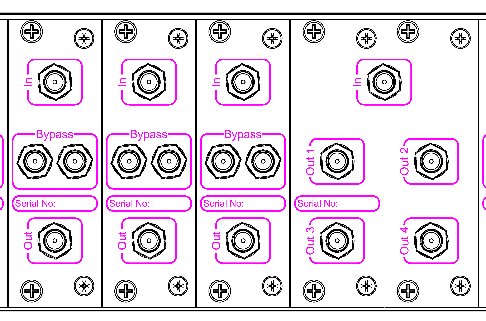 In
In
In
In
Bypass
Bypass
Bypass
Out 1
Out 2
Serial No:
Serial No:
Serial No:
Serial No:
Out
Out
Out
Out 3
Out 4